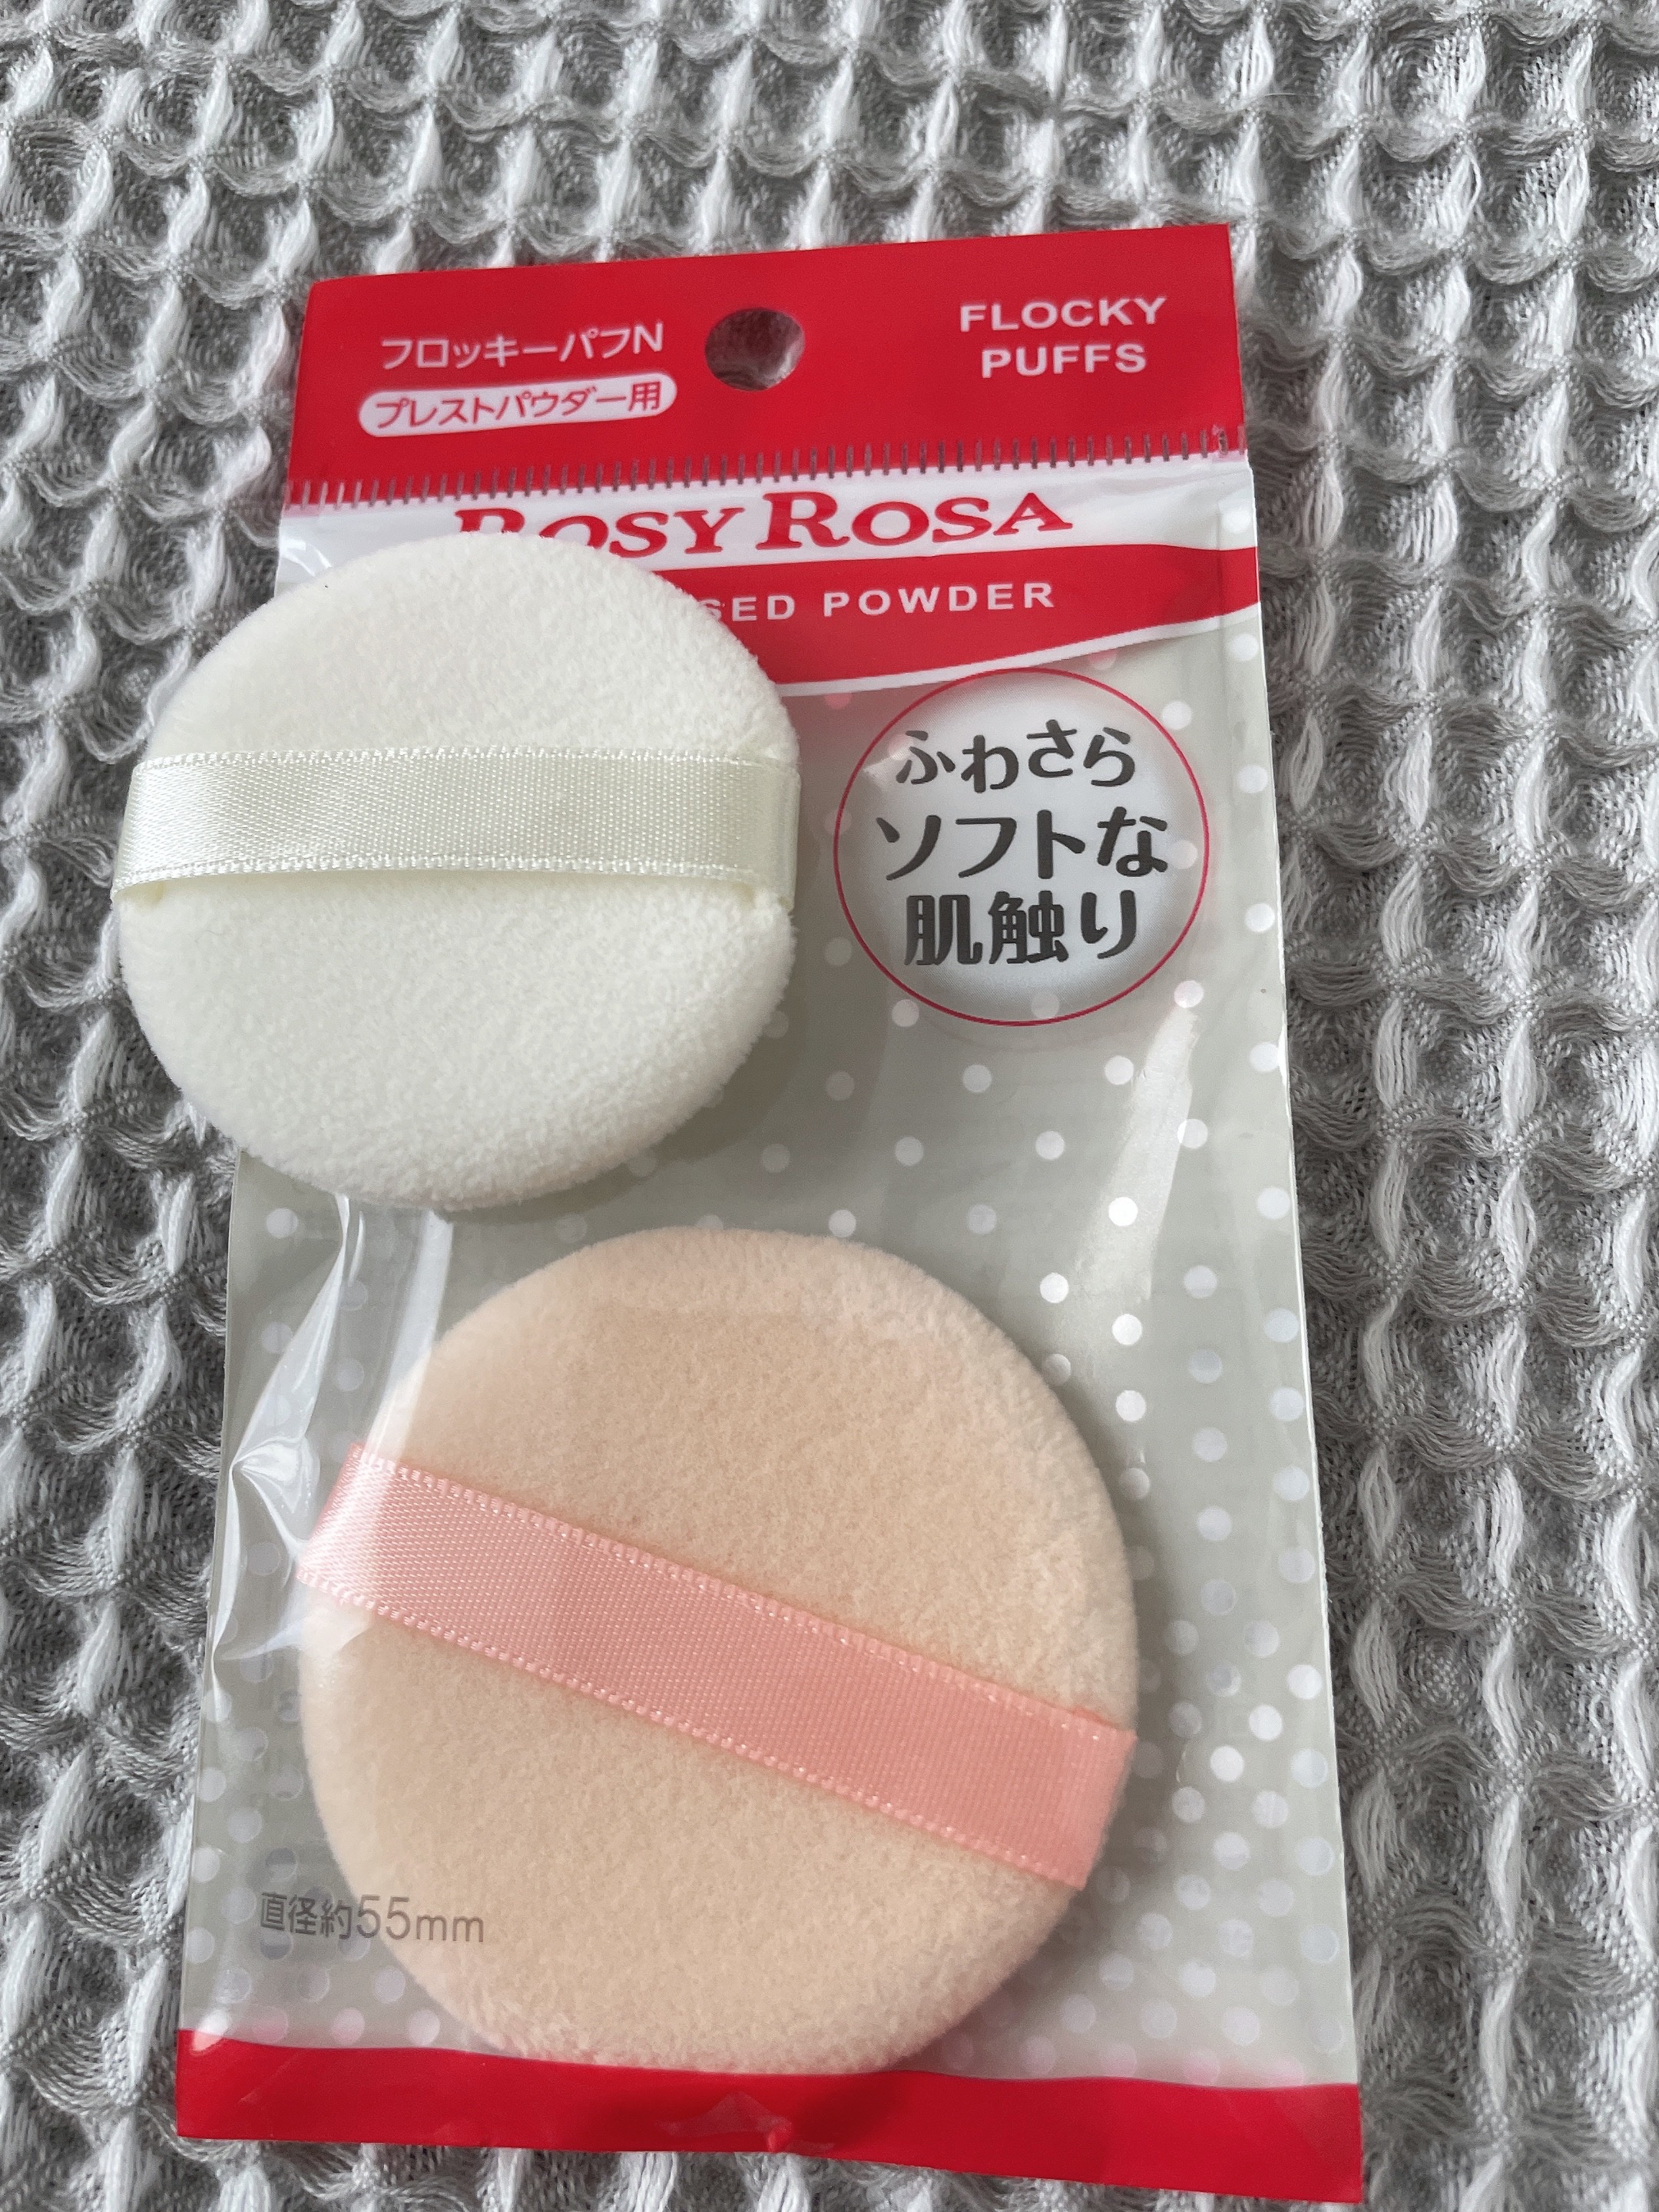 フロッキーパフN
プレストパウダー用
FLOCKY
PUFFS
ROSY ROSA
SED POWDER
ふわさら
ソフトな
肌触り
直径約55mm